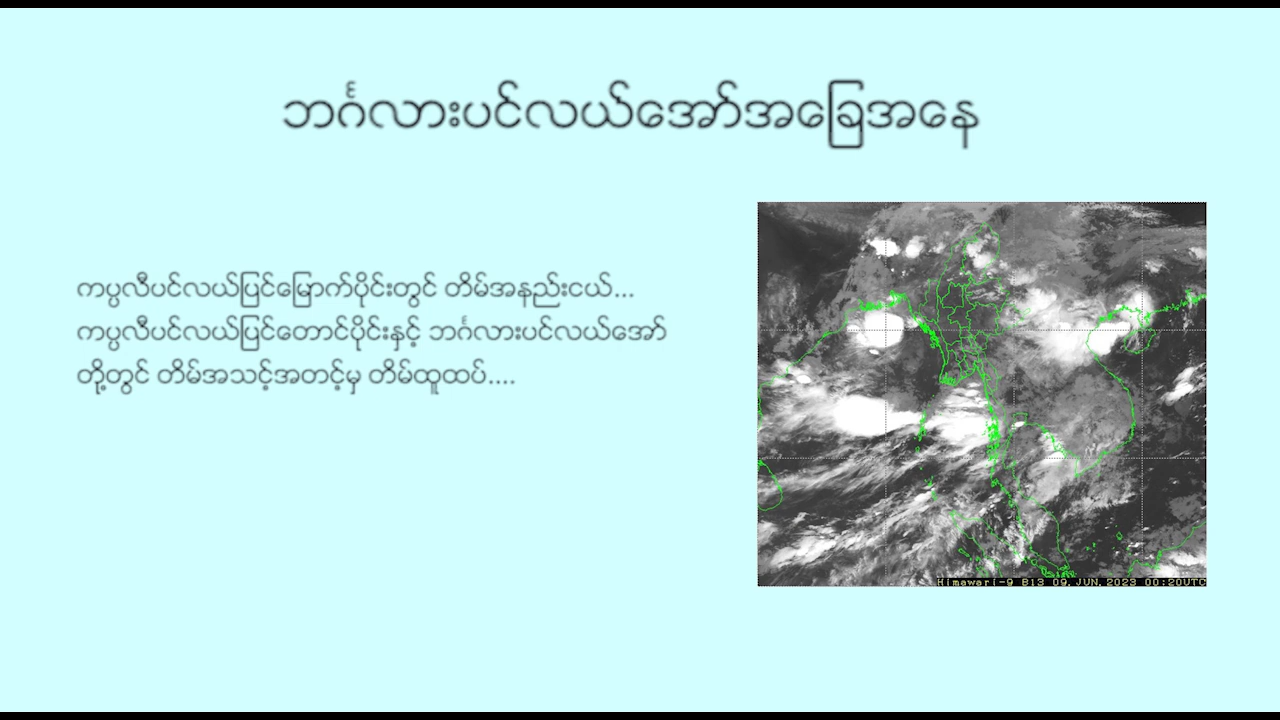 ဘင်္ဂလားပင်လယ်အော်အခြေအနေ
ကပ္ပလီပင်လယ်ပြင်မြောက်ပိုင်းတွင် တိမ်အနည်းငယ်...
ကပ္ပလီပင်လယ်ပြင်တောင်ပိုင်းနှင့် ဘင်္ဂလားပင်လယ်အော်
တို့တွင် တိမ်အသင့်အတင့်မှ တိမ်ထူထပ်....
Himawari-9 B13 09.JUN.2023 00:20UTC